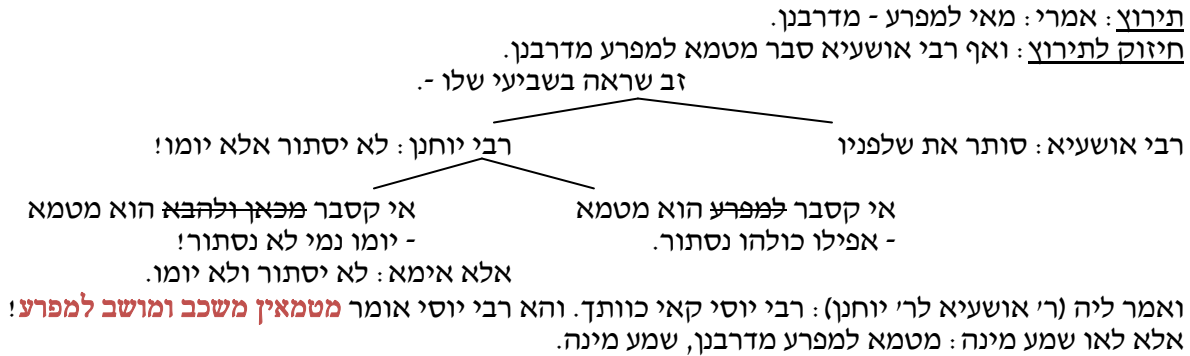 תירוץ: אמרי: מאי למפרע - מדרבנן.
חיזוק לתירוץ: ואף רבי אושעיא סבר מטמא למפרע מדרבנן.
זב שראה בשביעי שלו -.
רבי אושעיא: סותר את שלפניו
רבי יוחנן: לא יסתור אלא יומו!
אי קסבר למפרע הוא מטמא
- אפילו כולהו נסתור.
אי קסבר מכאן ולהבא הוא מטמא
- יומו נמי לא נסתור!
אלא אימא: לא יסתור ולא יומו.
ואמר ליה (ר' אושעיא לר' יוחנן): רבי יוסי קאי כוותך. והא רבי יוסי אומר מטמאין משכב ומושב למפרע!
אלא לאו שמע מינה: מטמא למפרע מדרבנן, שמע מינה.